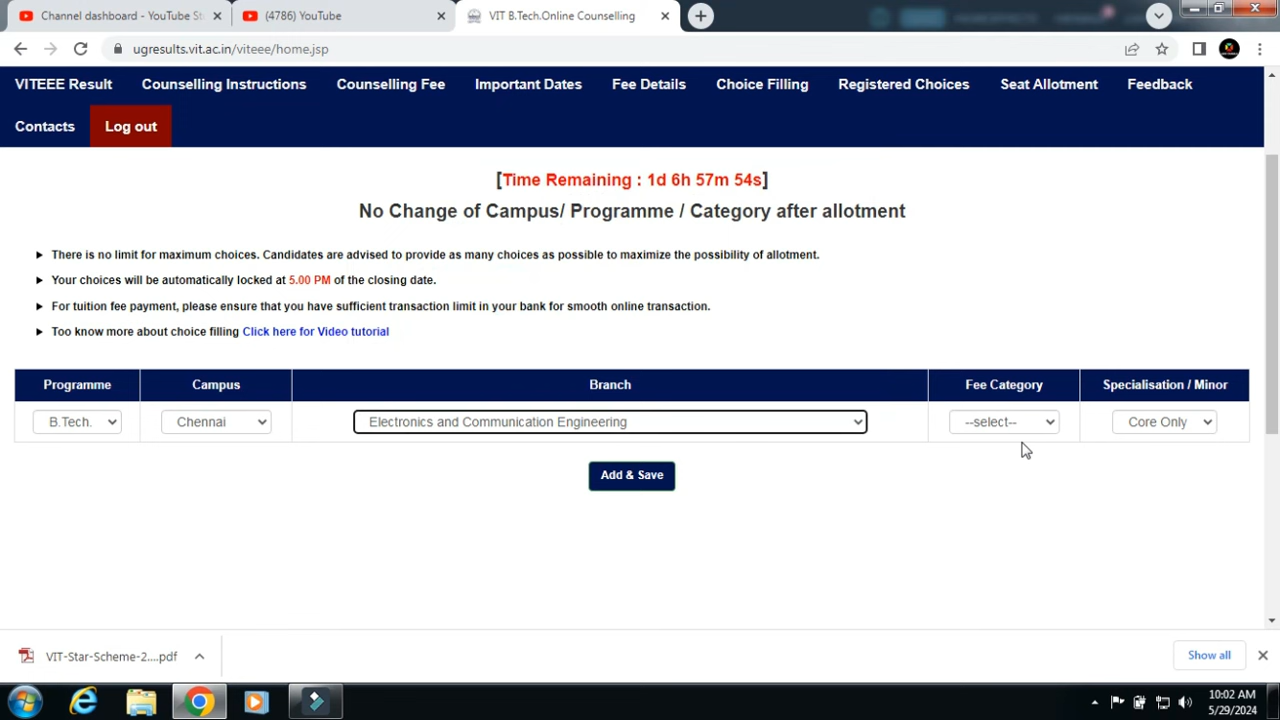 Channel dashboard - YouTube St
(4786) YouTube
VIT B.Tech.Online Counselling
ugresults.vit.ac.in/viteee/home.jsp
VITEEE Result
Counselling Instructions
Counselling Fee
Important Dates
Fee Details
Choice Filling
Registered Choices
Seat Allotment
Feedback
Contacts
Log out
[Time Remaining : 1d 6h 57m 54s]
No Change of Campus/ Programme / Category after allotment
There is no limit for maximum choices. Candidates are advised to provide as many choices as possible to maximize the possibility of allotment.
Your choices will be automatically locked at 5.00 PM of the closing date.
For tuition fee payment, please ensure that you have sufficient transaction limit in your bank for smooth online transaction.
Too know more about choice filling Click here for Video tutorial
Programme
Campus
Branch
Fee Category
Specialisation / Minor
B.Tech.
Chennai
Electronics and Communication Engineering
--select--
Core Only
Add & Save
VIT-Star-Scheme-2....pdf
Show all
10:02 AM
5/29/2024